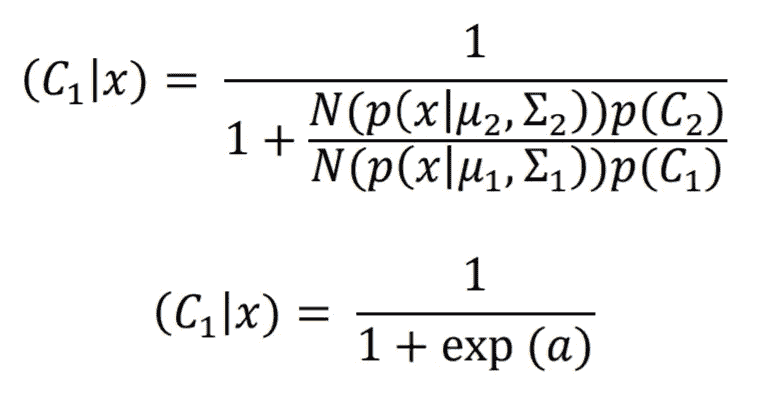 (C₁|x) = 1 / (1 + (N(p(x|μ₂, Σ₂))p(C₂)) / (N(p(x|μ₁, Σ₁))p(C₁)))
(C₁|x) = 1 / (1 + exp (a))